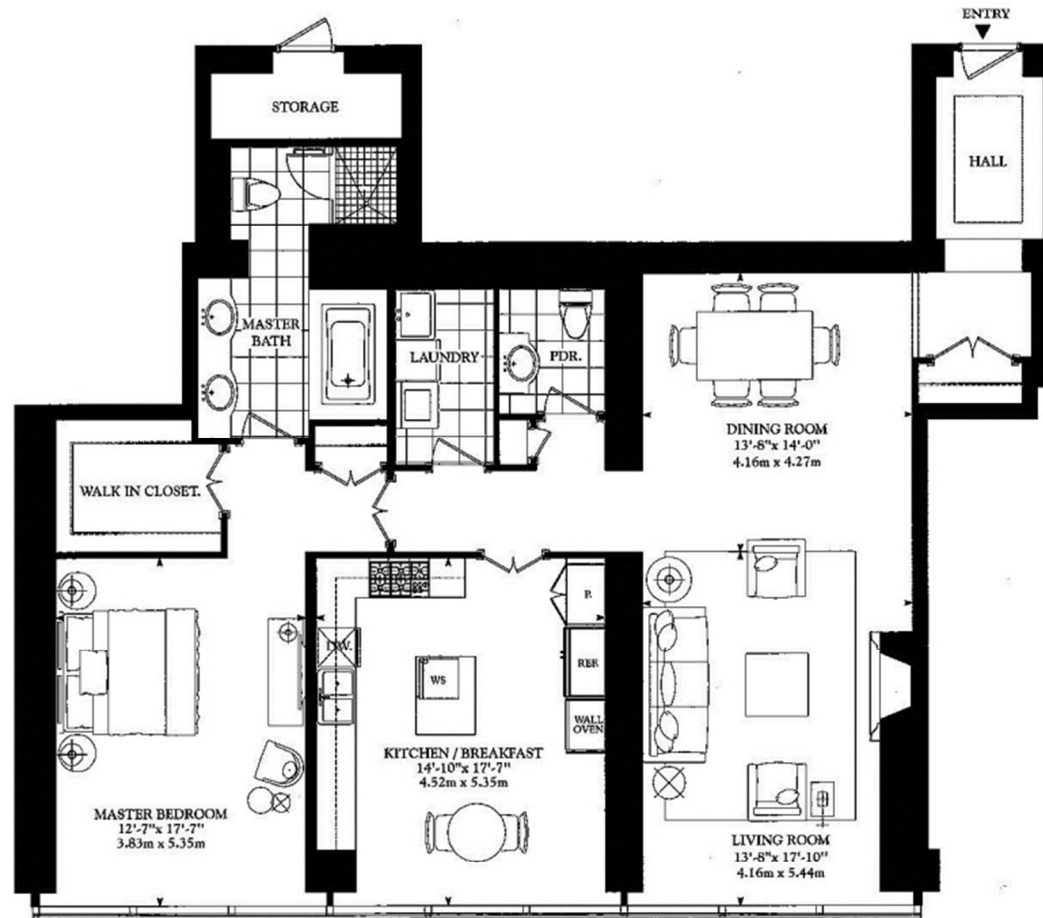 ENTRY
STORAGE
HALL
MASTER
BATH
LAUNDRY
PDR.
DINING ROOM
13'-8"x 14'-0"
4.16m x 4.27m
WALK IN CLOSET.
P.
D.W.
REF.
WS
WALL
OVEN
KITCHEN / BREAKFAST
14'-10"x 17'-7"
4.52m x 5.35m
MASTER BEDROOM
12'-7"x 17'-7"
3.83m x 5.35m
LIVING ROOM
13'-8"x 17'-10"
4.16m x 5.44m